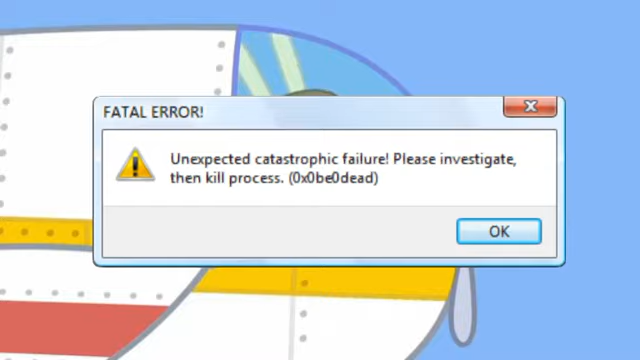 FATAL ERROR!
Unexpected catastrophic failure! Please investigate,
then kill process. (0x0be0dead)
OK